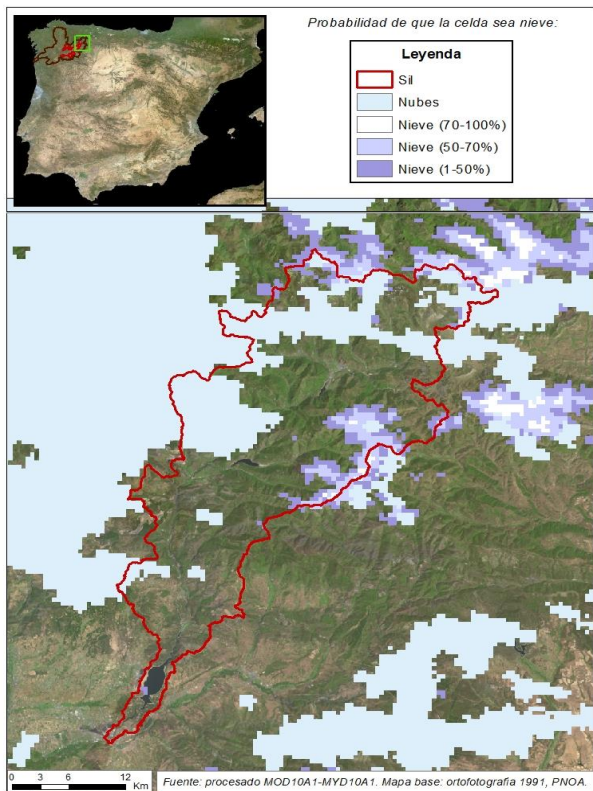 Probabilidad de que la celda sea nieve:
Leyenda
Sil
Nubes
Nieve (70-100%)
Nieve (50-70%)
Nieve (1-50%)
0 3 6 12
Km
Fuente: procesado MOD10A1-MYD10A1. Mapa base: ortofotografia 1991, PNOA.